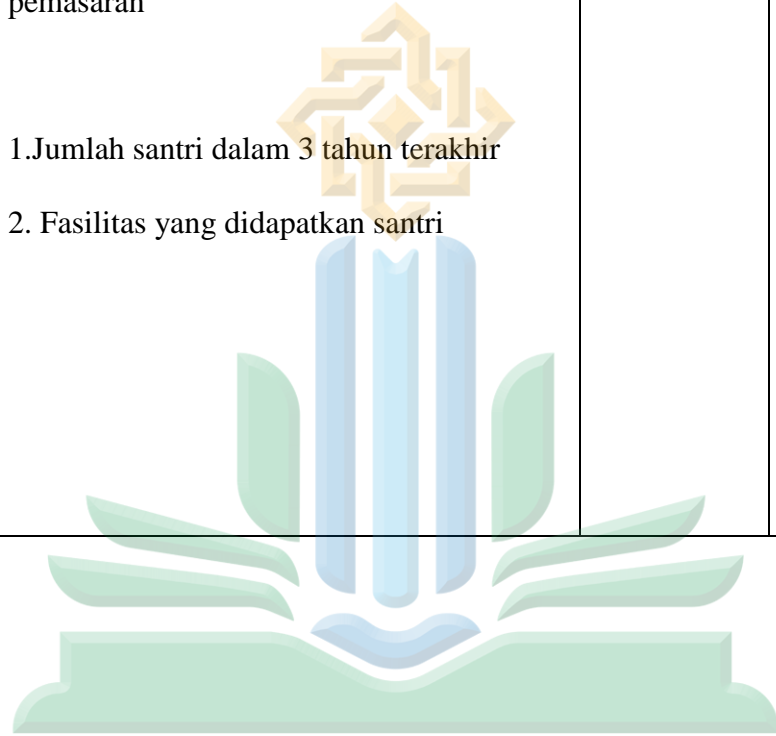 pemasaran
1.Jumlah santri dalam 3 tahun terakhir
2. Fasilitas yang didapatkan santri